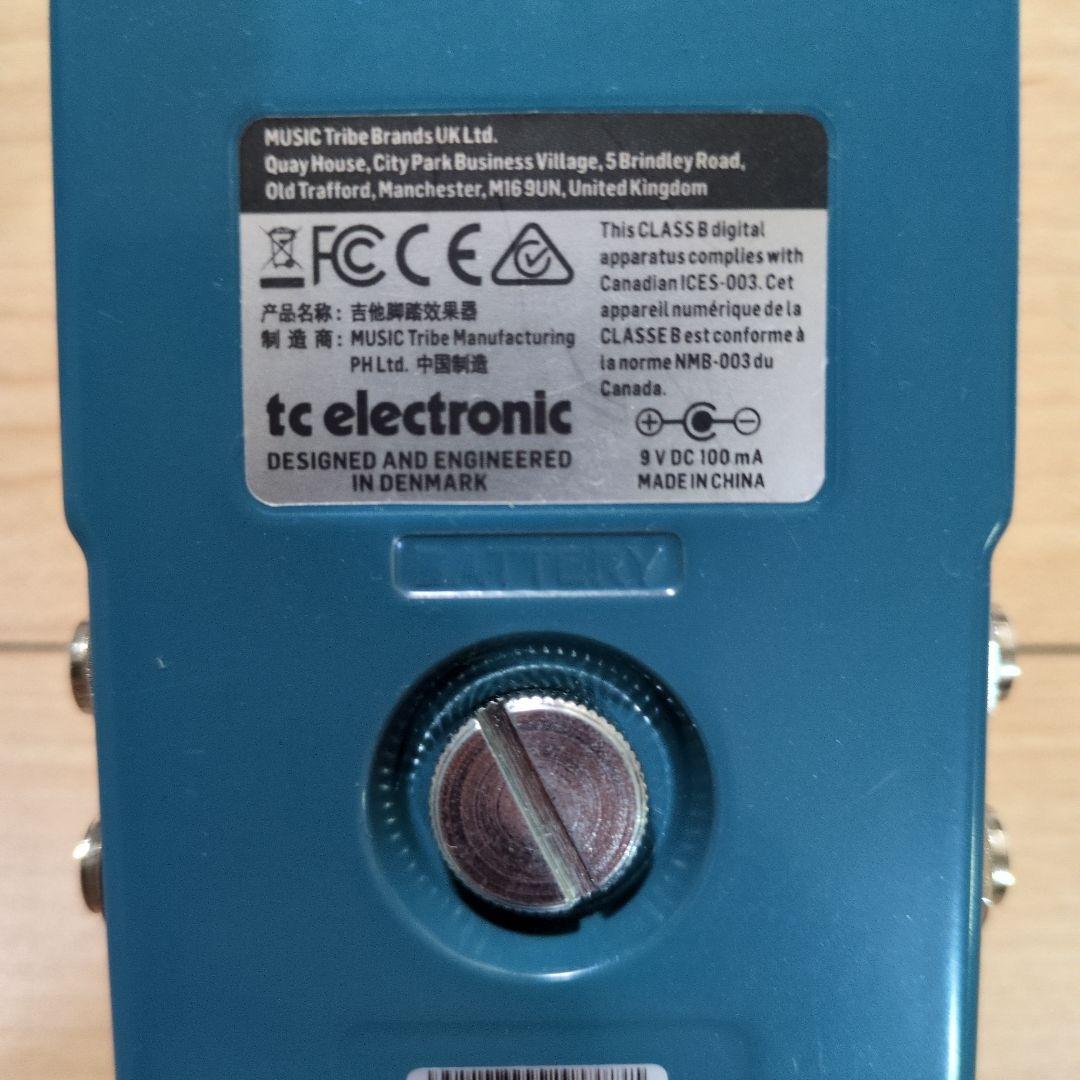 MUSIC Tribe Brands UK Ltd.
Quay House, City Park Business Village, 5 Brindley Road,
Old Trafford, Manchester, M16 9UN, United Kingdom
FC CE
产品名称: 吉他脚踏效果器
制造商: MUSIC Tribe Manufacturing
PH Ltd. 中国制造
tc electronic
DESIGNED AND ENGINEERED
IN DENMARK
This CLASS B digital
apparatus complies with
Canadian ICES-003. Cet
appareil numérique de la
CLASSE B est conforme à
la norme NMB-003 du
Canada.
9 V DC 100 mA
MADE IN CHINA
BATTERY